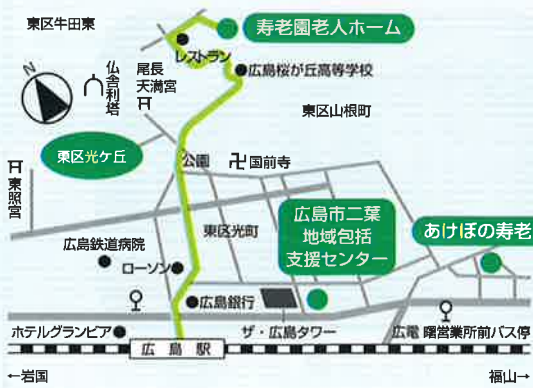 東区牛田東
寿老園老人ホーム
レストラン
N
仏舎利塔
尾長
天満宮
広島桜が丘高等学校
東区山根町
東区光ケ丘
公園
国前寺
東照宮
東区光町
広島市二葉
地域包括
支援センター
あけぼの寿老
広島鉄道病院
ローソン
広島銀行
ザ・広島タワー
ホテルグランビア
広電 曙営業所前バス停
広島駅
←岩国
福山→